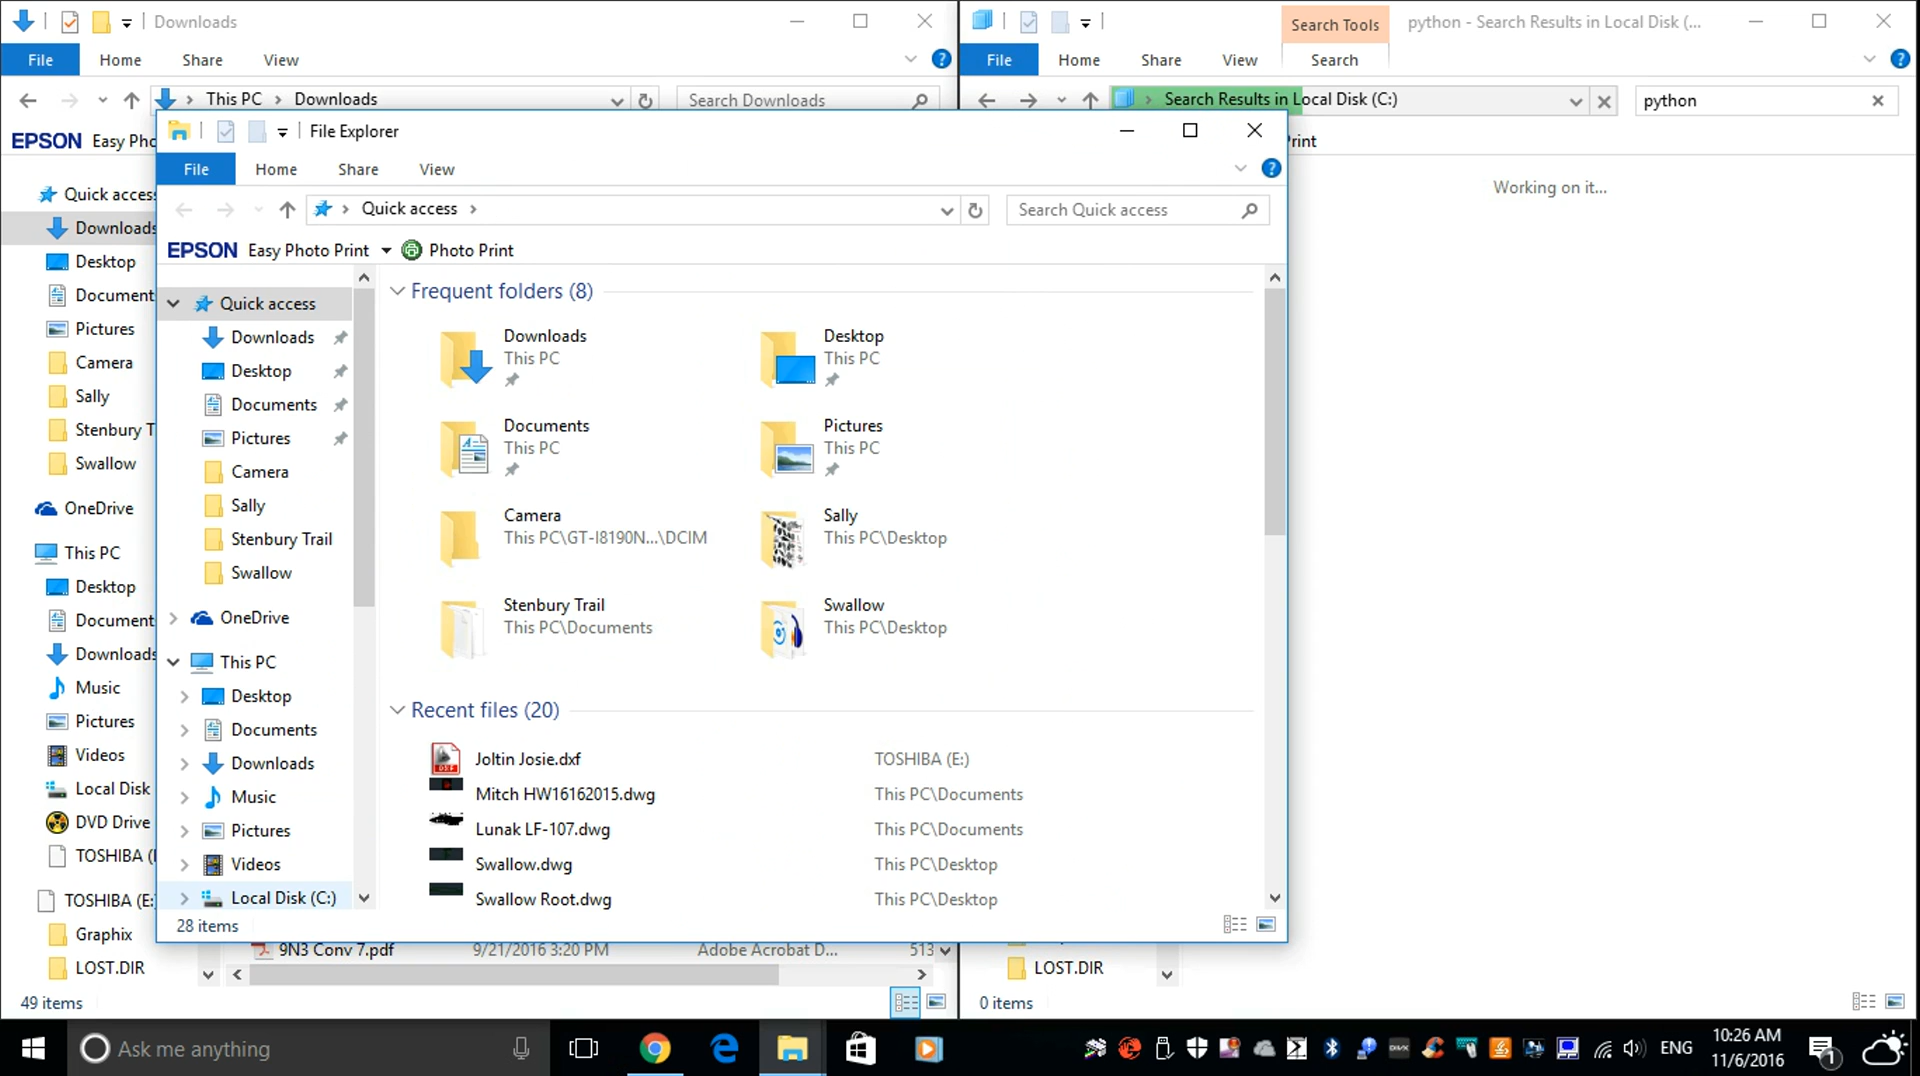 Downloads
File Home Share View
This PC Downloads
Search Downloads
EPSON Easy Pho
Quick access
Downloads
Desktop
Document
Pictures
Camera
Sally
Stenbury T
Swallow
OneDrive
This PC
Desktop
Document
Downloads
Music
Pictures
Videos
Local Disk
DVD Drive
TOSHIBA (
TOSHIBA (E:
Graphix
LOST.DIR
9N3 Conv 7.pdf 9/21/2016 3:20 PM Adobe Acrobat D... 513
49 items
Search Tools
python - Search Results in Local Disk (...
File Home Share View Search
Search Results in Local Disk (C:)
python
rint
Working on it...
LOST.DIR
0 items
File Explorer
File Home Share View
Quick access
Search Quick access
EPSON Easy Photo Print Photo Print
Quick access
Downloads
Desktop
Documents
Pictures
Camera
Sally
Stenbury Trail
Swallow
OneDrive
This PC
Desktop
Documents
Downloads
Music
Pictures
Videos
Local Disk (C:)
Frequent folders (8)
Downloads
This PC
Desktop
This PC
Documents
This PC
Pictures
This PC
Camera
This PC\GT-I8190N...\DCIM
Sally
This PC\Desktop
Stenbury Trail
This PC\Documents
Swallow
This PC\Desktop
Recent files (20)
Joltin Josie.dxf TOSHIBA (E:)
Mitch HW16162015.dwg This PC\Documents
Lunak LF-107.dwg This PC\Documents
Swallow.dwg This PC\Desktop
Swallow Root.dwg This PC\Desktop
28 items
Ask me anything
ENG
10:26 AM
11/6/2016
1